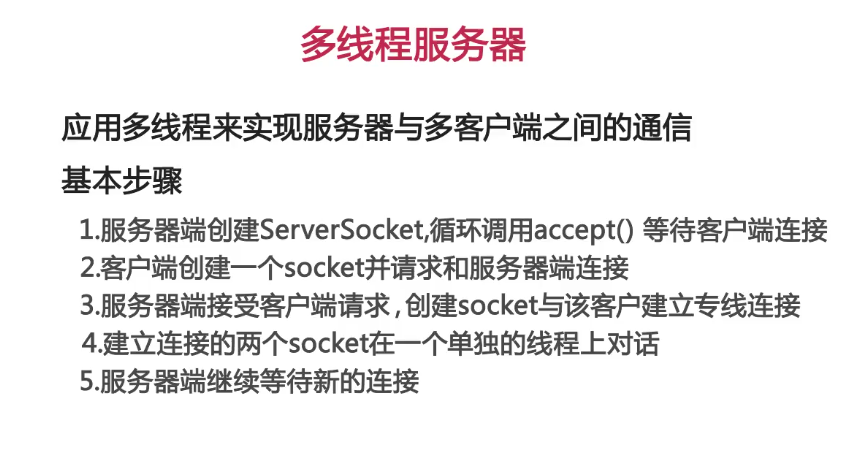 多线程服务器
应用多线程来实现服务器与多客户端之间的通信
基本步骤
1.服务器端创建ServerSocket,循环调用accept() 等待客户端连接
2.客户端创建一个socket并请求和服务器端连接
3.服务器端接受客户端请求,创建socket与该客户建立专线连接
4.建立连接的两个socket在一个单独的线程上对话
5.服务器端继续等待新的连接